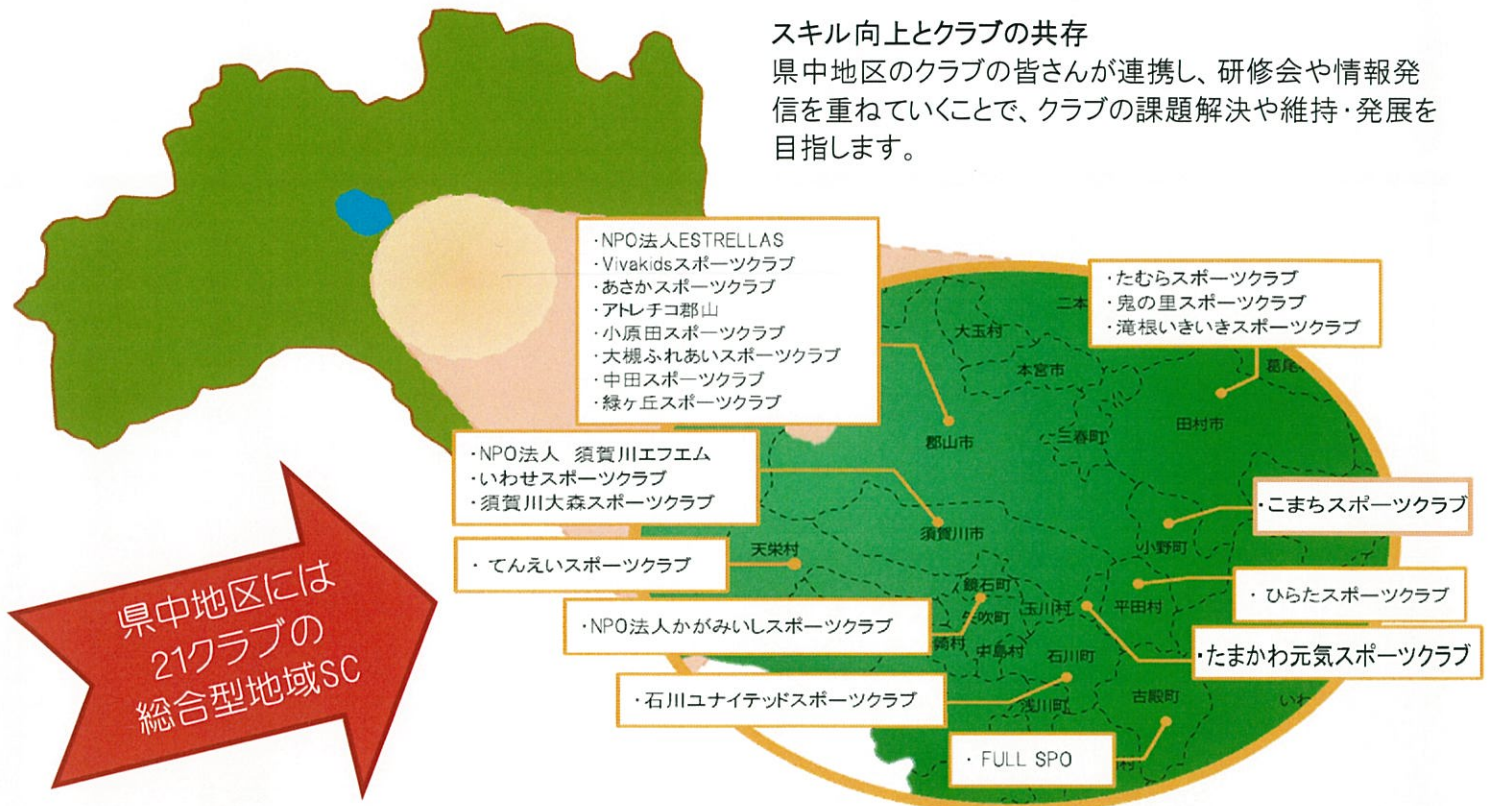 スキル向上とクラブの共存
県中地区のクラブの皆さんが連携し、研修会や情報発
信を重ねていくことで、クラブの課題解決や維持・発展を
目指します。
・NPO法人ESTRELLAS
・Vivakidsスポーツクラブ
・あさかスポーツクラブ
・アトレチコ郡山
・小原田スポーツクラブ
・大槻ふれあいスポーツクラブ
・中田スポーツクラブ
・緑ヶ丘スポーツクラブ
・たむらスポーツクラブ
・鬼の里スポーツクラブ
・滝根いきいきスポーツクラブ
二本
大玉村
本宮市
葛尾
郡山市
三春町
田村市
・NPO法人 須賀川エフエム
・いわせスポーツクラブ
・須賀川大森スポーツクラブ
・こまちスポーツクラブ
須賀川市
小野町
天栄村
・てんえいスポーツクラブ
鏡石町
玉川村
平田村
・ひらたスポーツクラブ
・NPO法人かがみいしスポーツクラブ
矢吹町
崎村
中島村
石川町
・たまかわ元気スポーツクラブ
・石川ユナイテッドスポーツクラブ
浅川町
古殿町
いわ
・FULL SPO
村
県中地区には
21クラブの
総合型地域SC